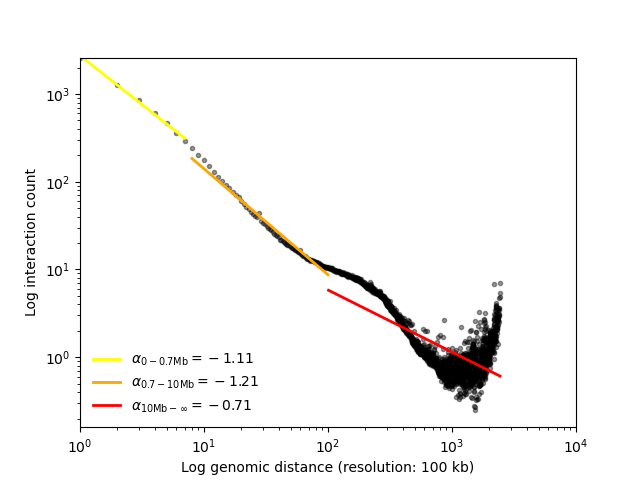 10³
10²
10¹
10⁰
Log interaction count
α₀₋₀.₇Mb = −1.11
α₀.₇₋₁₀Mb = −1.21
α₁₀Mb₋∞ = −0.71
10⁰ 10¹ 10² 10³ 10⁴
Log genomic distance (resolution: 100 kb)